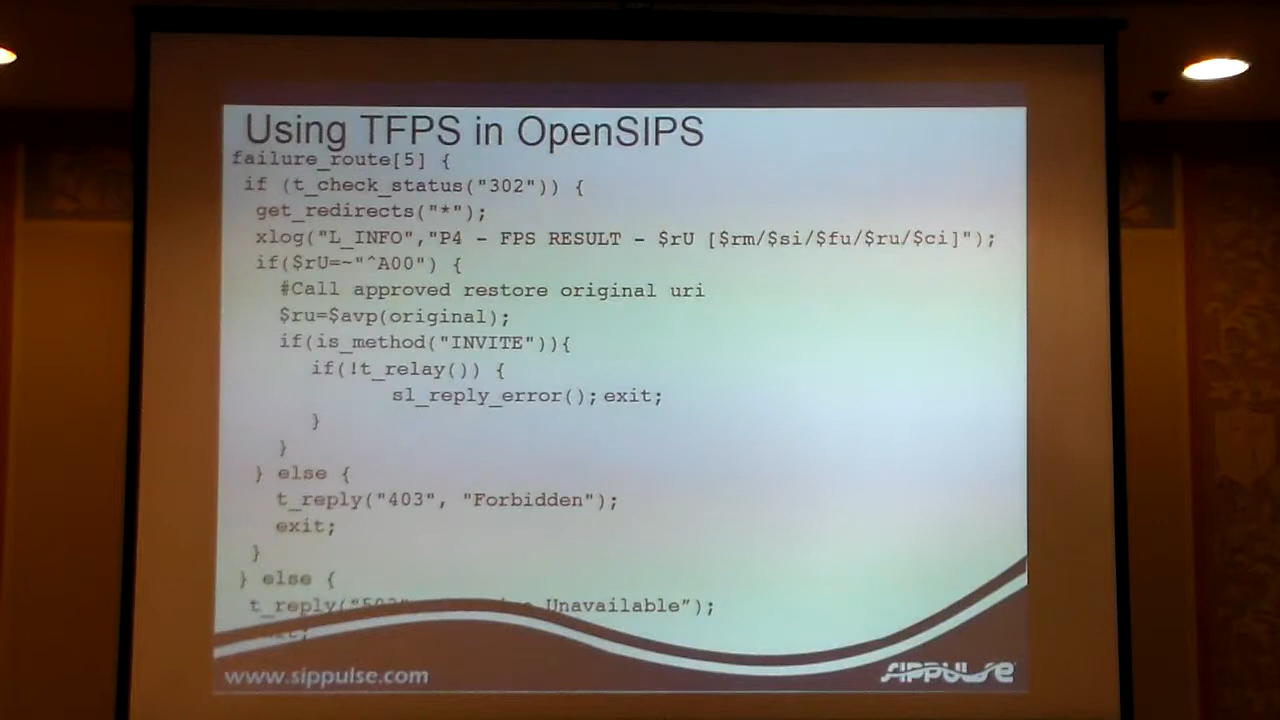 Using TFPS in OpenSIPS
failure_route[5] {
if (t_check_status("302")) {
get_redirects("*");
xlog("L_INFO","P4 - FPS RESULT - $rU [$rm/$si/$fu/$ru/$ci]");
if($rU=~"^A00") {
#Call approved restore original uri
$ru=$avp(original);
if(is_method("INVITE")){
if(!t_relay()) {
sl_reply_error(); exit;
}
}
} else {
t_reply("403", "Forbidden");
exit;
}
} else {
t_reply("503" Unavailable");
www.sippulse.com
SIPPULSE